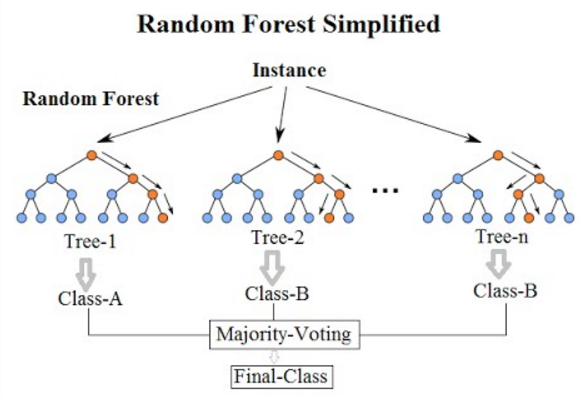 Random Forest Simplified
Instance
Random Forest
...
Tree-1
Tree-2
Tree-n
Class-A
Class-B
Class-B
Majority-Voting
Final-Class